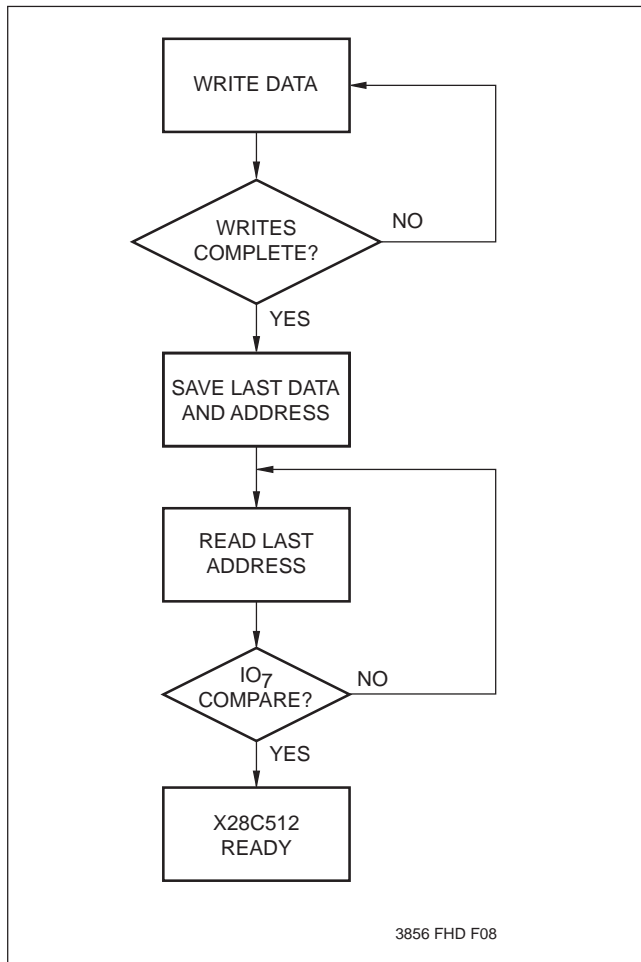 WRITE DATA
WRITES
COMPLETE?
NO
YES
SAVE LAST DATA
AND ADDRESS
READ LAST
ADDRESS
IO7
COMPARE?
NO
YES
X28C512
READY
3856 FHD F08